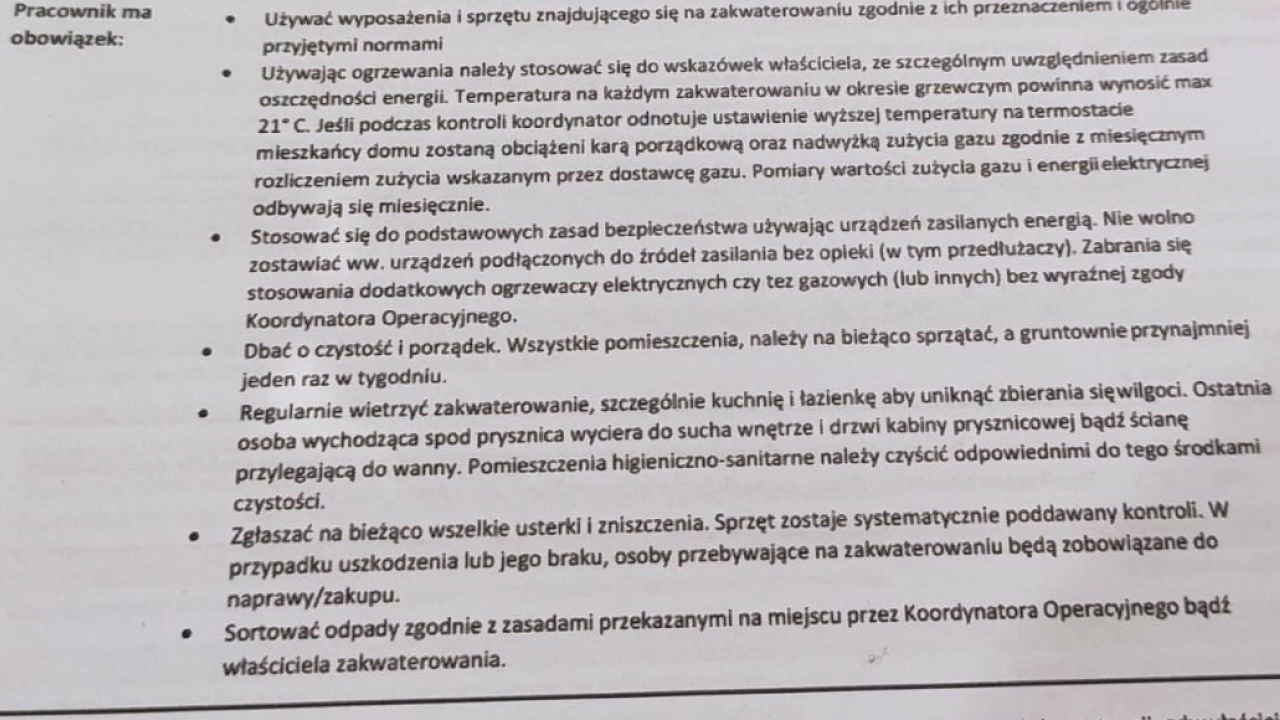 Pracownik ma
obowiązek:
• Używać wyposażenia i sprzętu znajdującego się na zakwaterowaniu zgodnie z ich przeznaczeniem i ogólnie
przyjętymi normami
• Używając ogrzewania należy stosować się do wskazówek właściciela, ze szczególnym uwzględnieniem zasad
oszczędności energii. Temperatura na każdym zakwaterowaniu w okresie grzewczym powinna wynosić max
21° C. Jeśli podczas kontroli koordynator odnotuje ustawienie wyższej temperatury na termostacie
mieszkańcy domu zostaną obciążeni karą porządkową oraz nadwyżką zużycia gazu zgodnie z miesięcznym
rozliczeniem zużycia wskazanym przez dostawcę gazu. Pomiary wartości zużycia gazu i energii elektrycznej
odbywają się miesięcznie.
• Stosować się do podstawowych zasad bezpieczeństwa używając urządzeń zasilanych energią. Nie wolno
zostawiać ww. urządzeń podłączonych do źródeł zasilania bez opieki (w tym przedłużaczy). Zabrania się
stosowania dodatkowych ogrzewaczy elektrycznych czy tez gazowych (lub innych) bez wyraźnej zgody
Koordynatora Operacyjnego.
• Dbać o czystość i porządek. Wszystkie pomieszczenia, należy na bieżąco sprzątać, a gruntownie przynajmniej
jeden raz w tygodniu.
• Regularnie wietrzyć zakwaterowanie, szczególnie kuchnię i łazienkę aby uniknąć zbierania się wilgoci. Ostatnia
osoba wychodząca spod prysznica wyciera do sucha wnętrze i drzwi kabiny prysznicowej bądź ścianę
przylegającą do wanny. Pomieszczenia higieniczno-sanitarne należy czyścić odpowiednimi do tego środkami
czystości.
• Zgłaszać na bieżąco wszelkie usterki i zniszczenia. Sprzęt zostaje systematycznie poddawany kontroli. W
przypadku uszkodzenia lub jego braku, osoby przebywające na zakwaterowaniu będą zobowiązane do
naprawy/zakupu.
• Sortować odpady zgodnie z zasadami przekazanymi na miejscu przez Koordynatora Operacyjnego bądź
właściciela zakwaterowania.